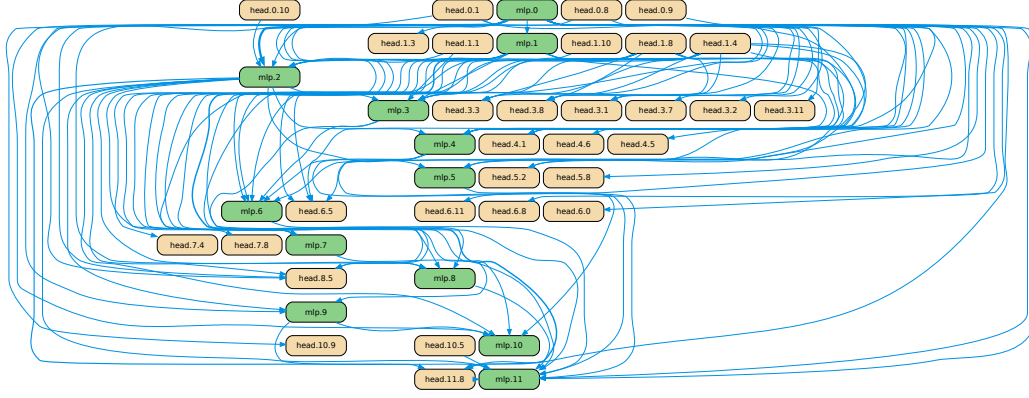 head.0.10 head.0.1 mlp.0 head.0.8 head.0.9
head.1.3 head.1.1 mlp.1 head.1.10 head.1.8 head.1.4
mlp.2
mlp.3 head.3.3 head.3.8 head.3.1 head.3.7 head.3.2 head.3.11
mlp.4 head.4.1 head.4.6 head.4.5
mlp.5 head.5.2 head.5.8
mlp.6 head.6.5 head.6.11 head.6.8 head.6.0
head.7.4 head.7.8 mlp.7
head.8.5 mlp.8
mlp.9
head.10.9 head.10.5 mlp.10
head.11.8 mlp.11